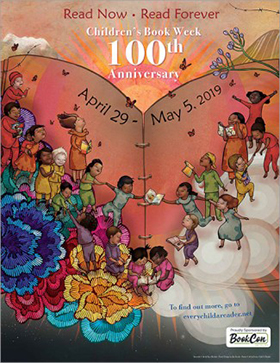 Read Now · Read Forever
Children's Book Week
100th
Anniversary
April 29 -
May 5, 2019
To find out more, go to
everychildareader.net
Proudly Sponsored by
BookCon